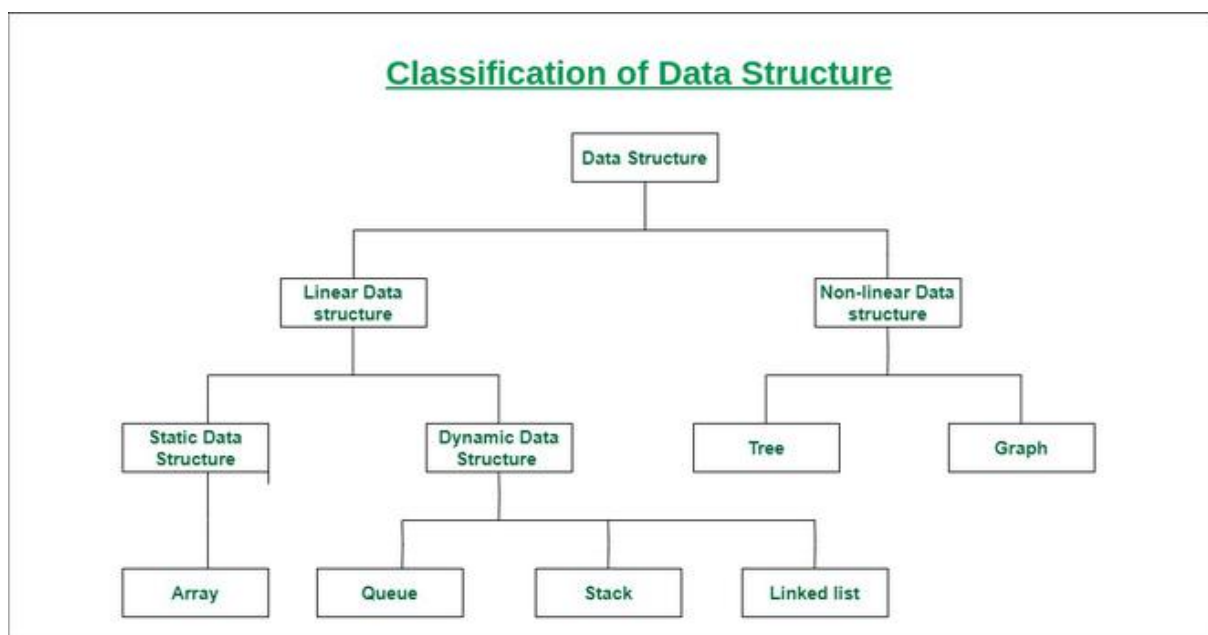 Classification of Data Structure
Data Structure
Linear Data
structure
Non-linear Data
structure
Static Data
Structure
Dynamic Data
Structure
Tree
Graph
Array
Queue
Stack
Linked list